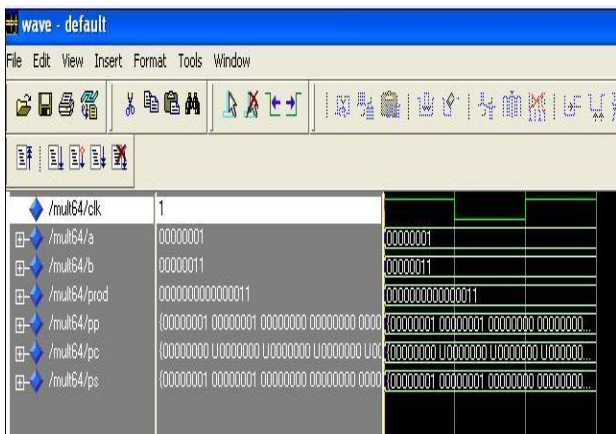 wave - default
File Edit View Insert Format Tools Window
/mult64/clk 1
/mult64/a 00000001 00000001
/mult64/b 00000011 00000011
/mult64/prod 0000000000000011 0000000000000011
/mult64/pp {00000001 00000001 00000000 00000000 0000 {00000001 00000001 00000000 00000000...
/mult64/pc {00000000 U0000000 U0000000 U0000000 U00 {00000000 U0000000 U0000000 U000000...
/mult64/ps {00000001 00000001 00000000 00000000 0000 {00000001 00000001 00000000 00000000...